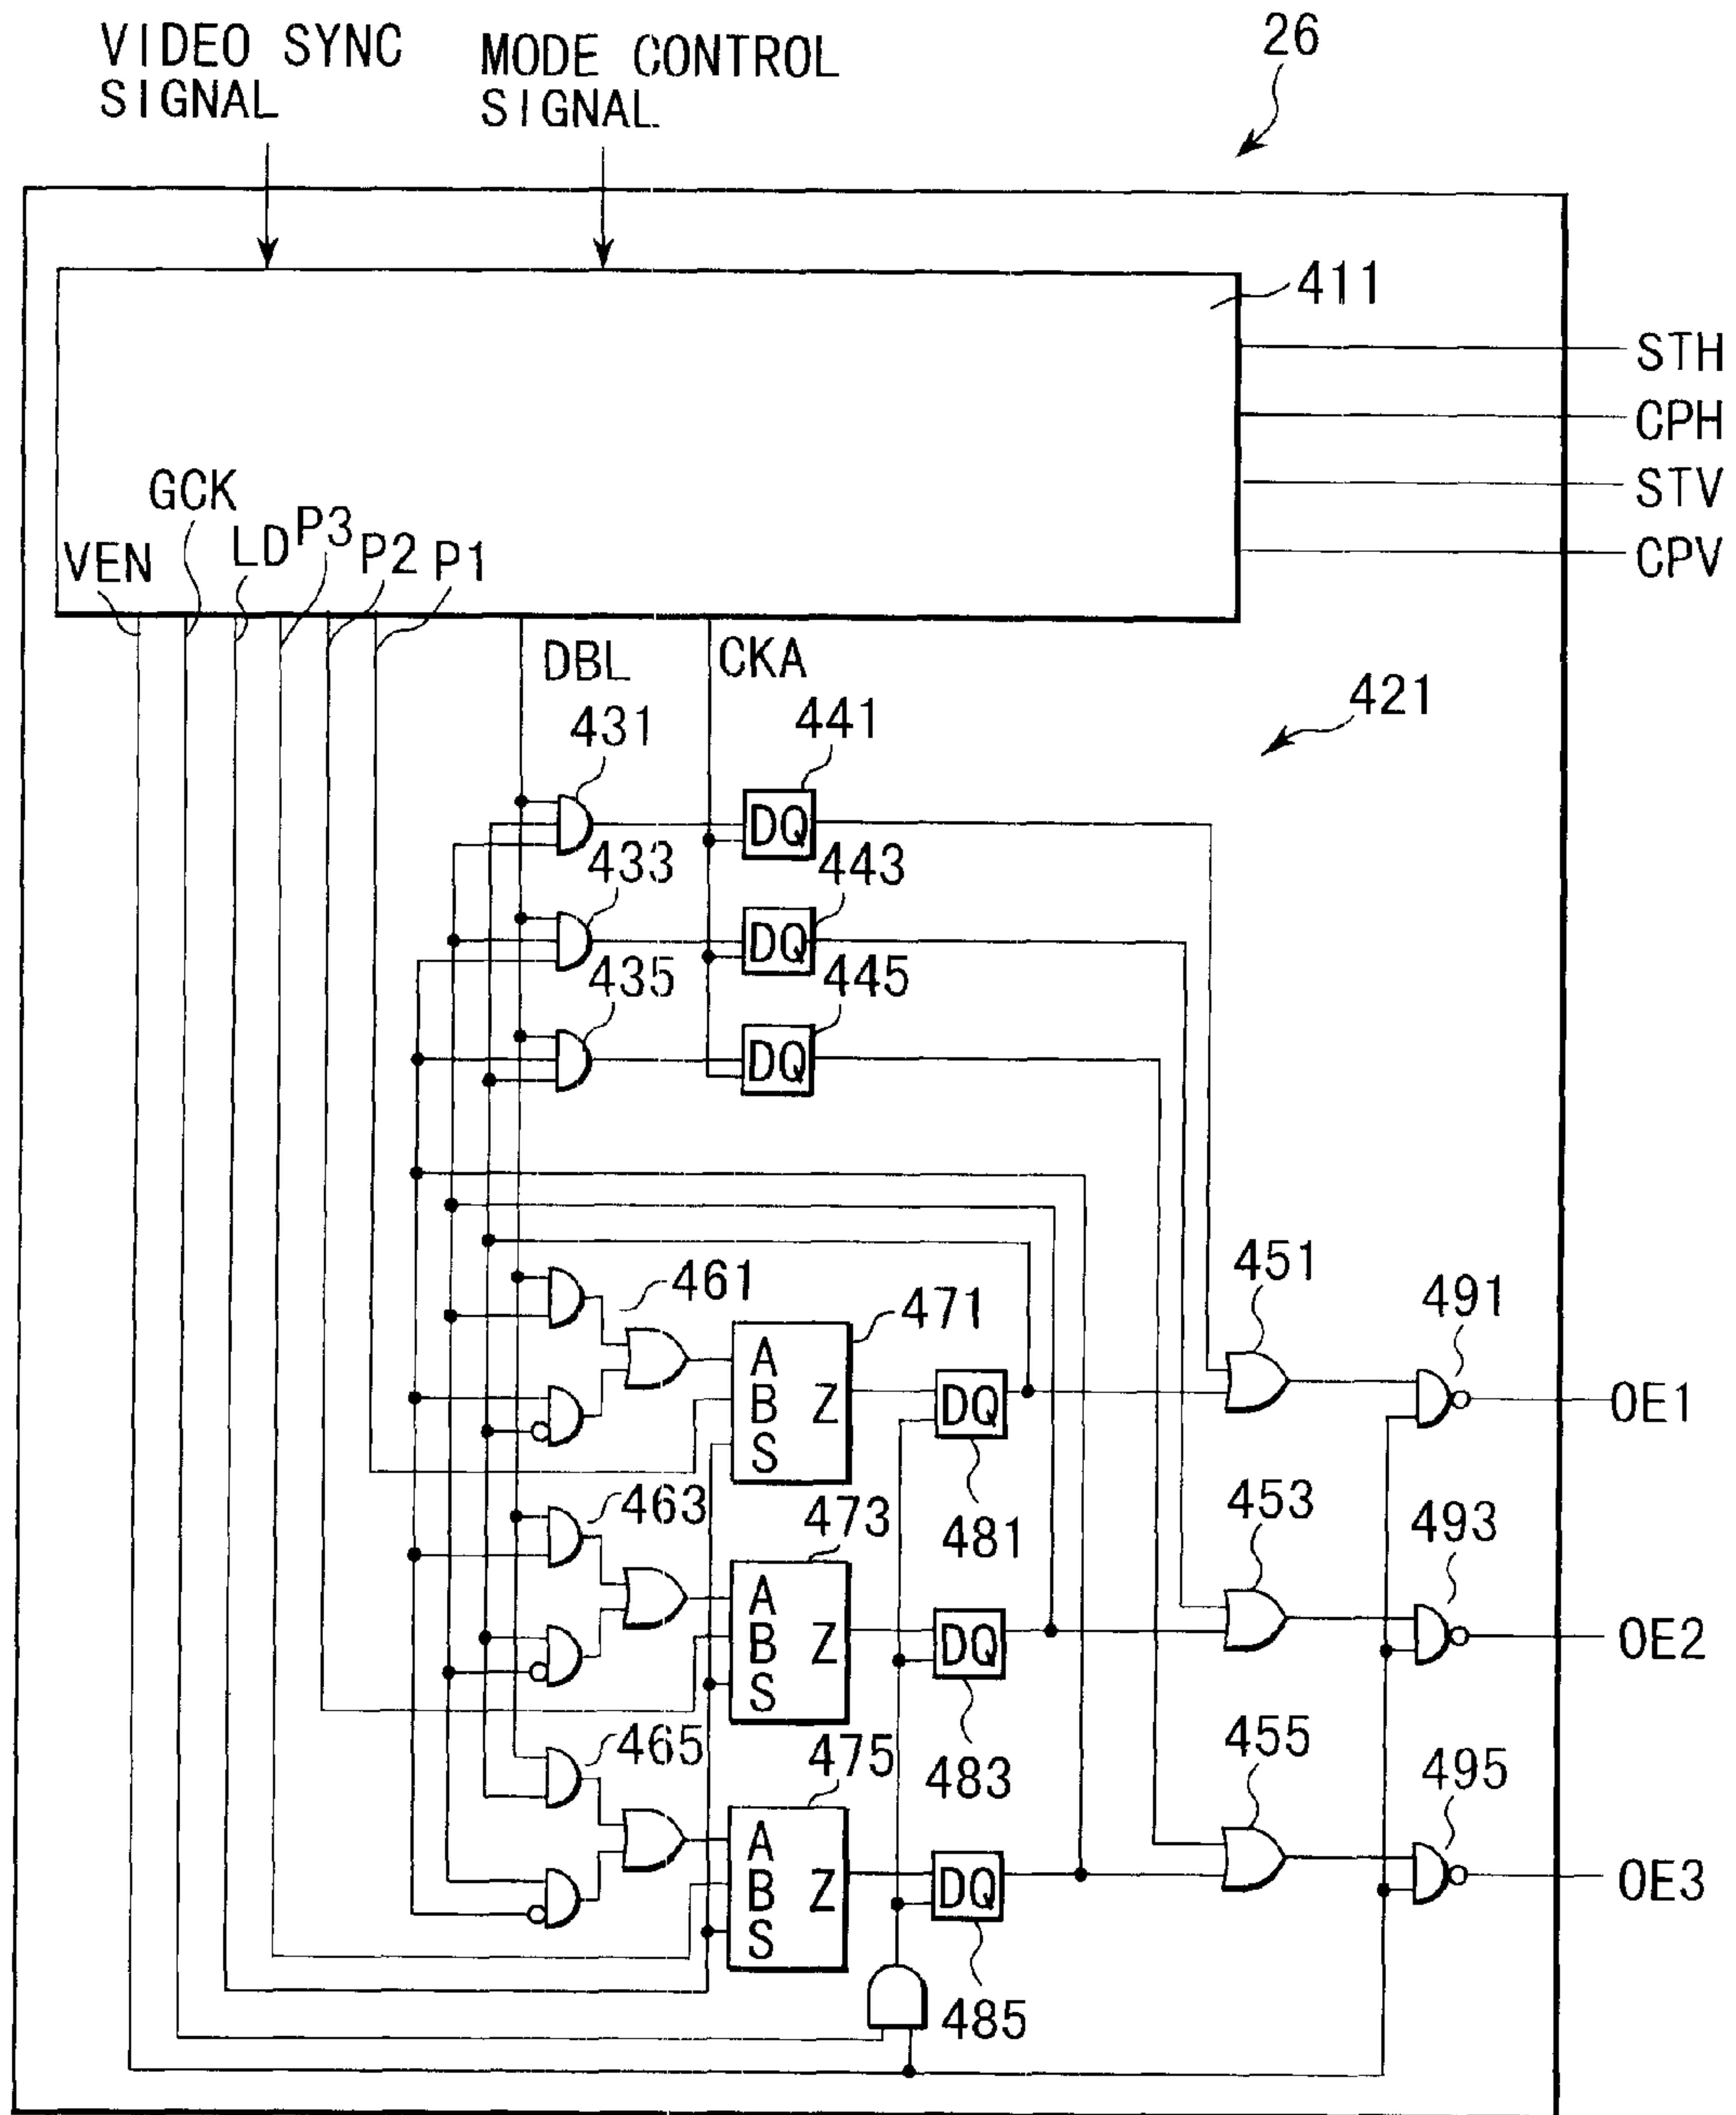 VIDEO SYNC
SIGNAL
MODE CONTROL
SIGNAL
26
411
STH
CPH
STV
CPV
VEN
GCK
LD
P3
P2
P1
DBL
CKA
421
431
441
DQ
433
443
DQ
435
445
DQ
461
471
A
B
S
Z
DQ
481
451
491
OE1
463
473
A
B
S
Z
DQ
483
453
493
OE2
465
475
A
B
S
Z
DQ
485
455
495
OE3